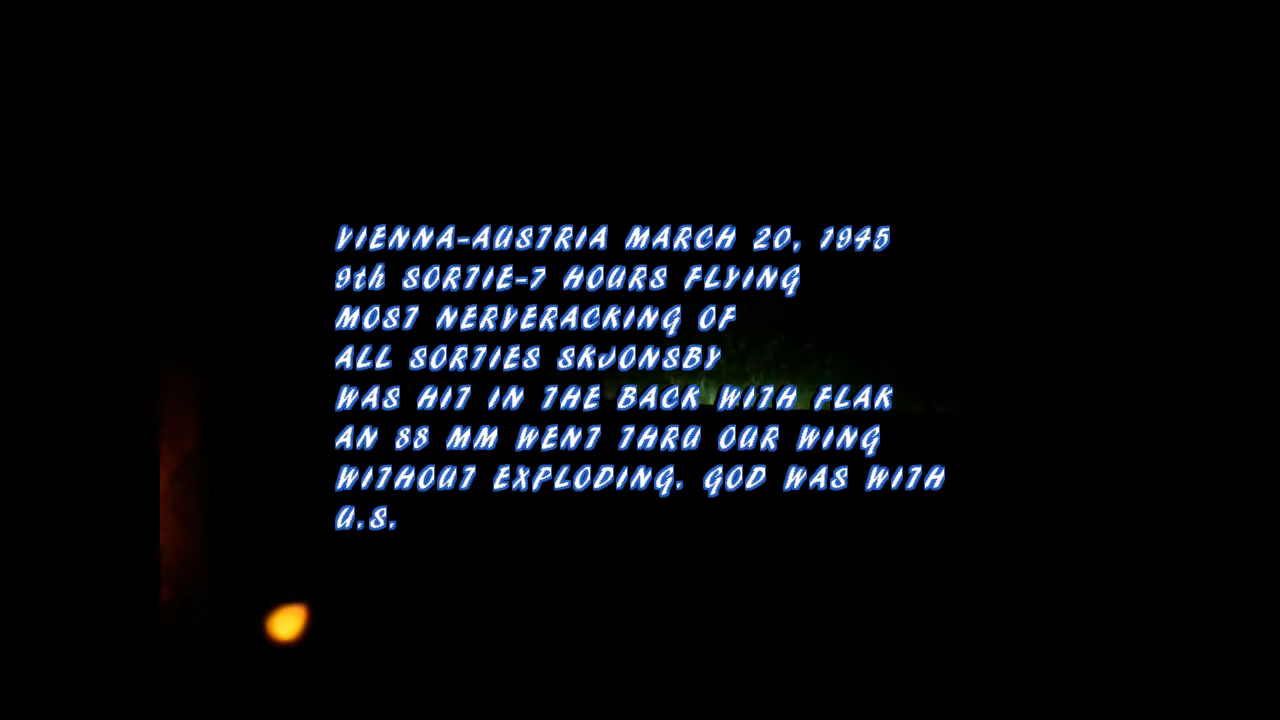 VIENNA-AUSTRIA MARCH 20, 1945
9th SORTIE-7 HOURS FLYING
MOST NERVERACKING OF
ALL SORTIES SKJONSBY
WAS HIT IN THE BACK WITH FLAK
AN 88 MM WENT THRU OUR WING
WITHOUT EXPLODING. GOD WAS WITH
U.S.